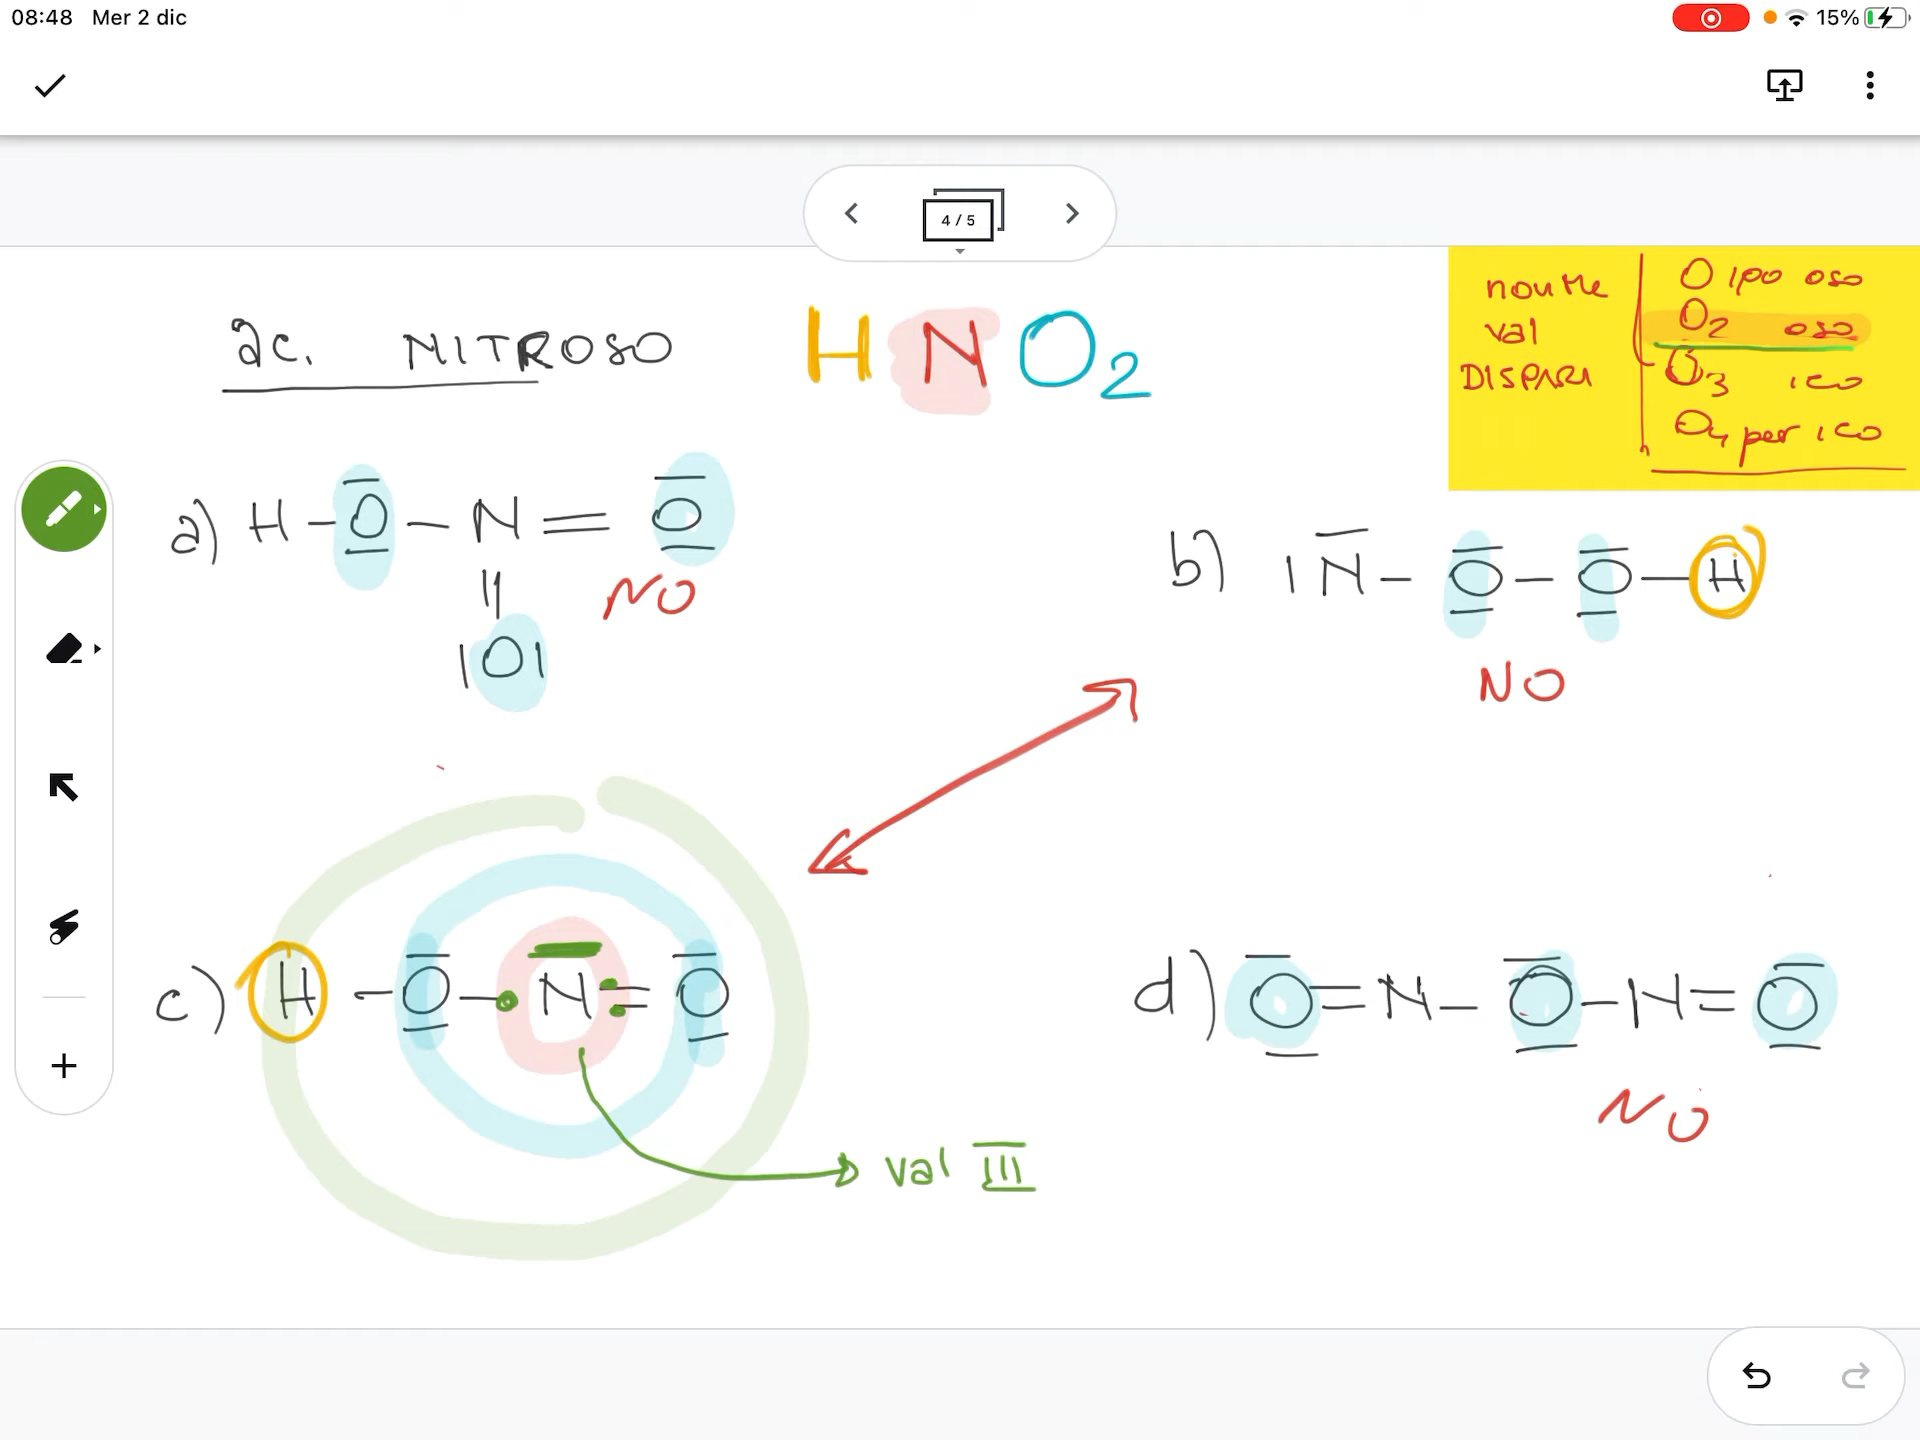 08:48 Mer 2 dic
15%
4 / 5
ac. NITROSO HNO2
val
DISPARI
O ipo oso
O2 oso
O3 ico
O4 per ico
a) H-O-N=O
||
|O|
NO
b) |N-O-O-H
NO
c) H-O-N=O
val III
d) O=N-O-N=O
NO